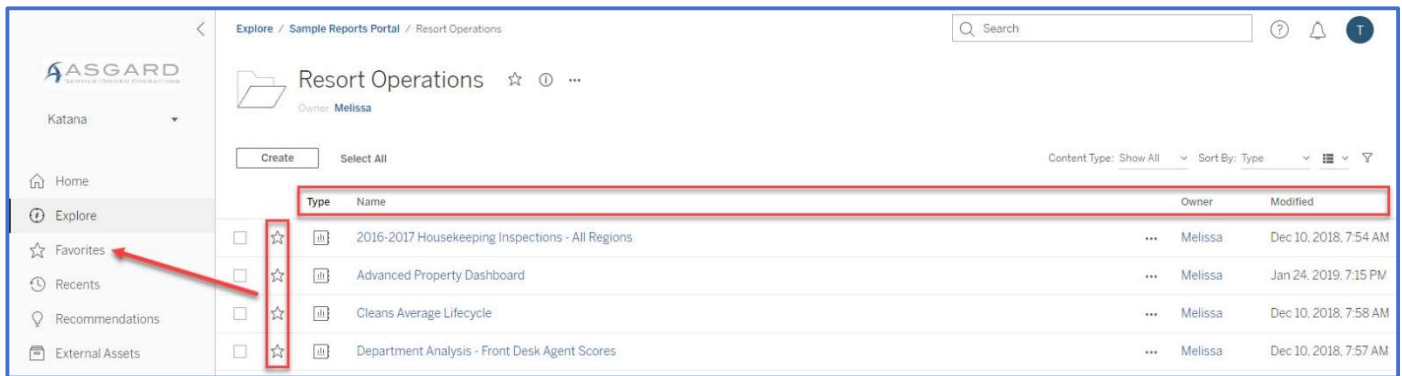 Explore / Sample Reports Portal / Resort Operations
Search
?
T
ASGARD
SERVICE-DRIVEN OPERATIONS
Resort Operations
Owner Melissa
Katana
Create Select All
Content Type: Show All Sort By: Type
Home
Explore
Favorites
Recents
Recommendations
External Assets
Type Name Owner Modified
2016-2017 Housekeeping Inspections - All Regions ... Melissa Dec 10, 2018, 7:54 AM
Advanced Property Dashboard ... Melissa Jan 24, 2019, 7:15 PM
Cleans Average Lifecycle ... Melissa Dec 10, 2018, 7:58 AM
Department Analysis - Front Desk Agent Scores ... Melissa Dec 10, 2018, 7:57 AM